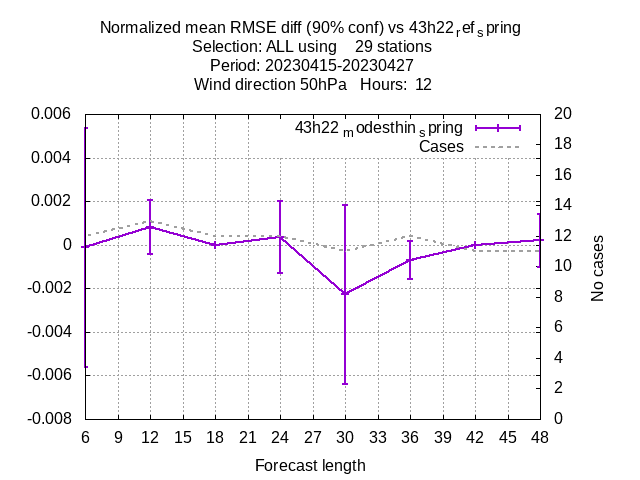 Normalized mean RMSE diff (90% conf) vs 43h22refspring
Selection: ALL using 29 stations
Period: 20230415-20230427
Wind direction 50hPa Hours: 12
43h22modesthinspring
Cases
0.006
0.004
0.002
0
-0.002
-0.004
-0.006
-0.008
20
18
16
14
12
10
8
6
4
2
0
No cases
6 9 12 15 18 21 24 27 30 33 36 39 42 45 48
Forecast length